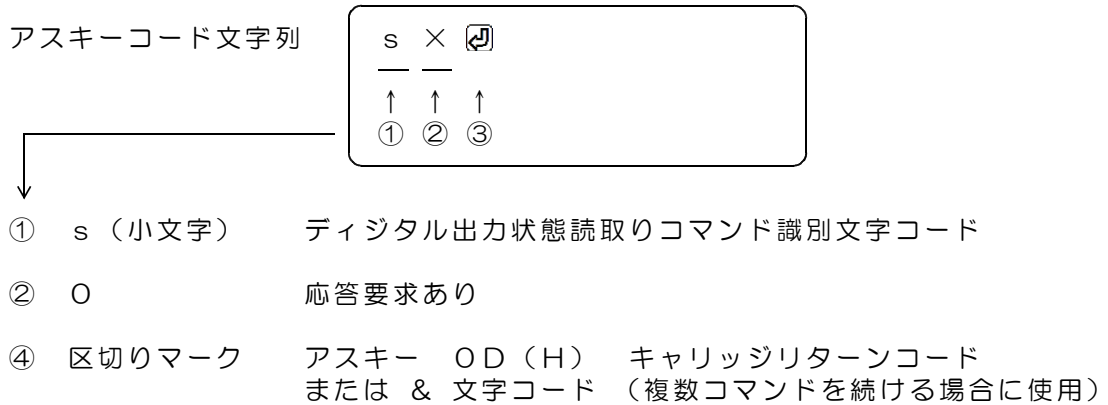 アスキーコード文字列 s × ⏎
↑ ↑ ↑
① ② ③
① s（小文字） ディジタル出力状態読取りコマンド識別文字コード
② O 応答要求あり
④ 区切りマーク アスキー OD（H） キャリッジリターンコード
または & 文字コード （複数コマンドを続ける場合に使用）